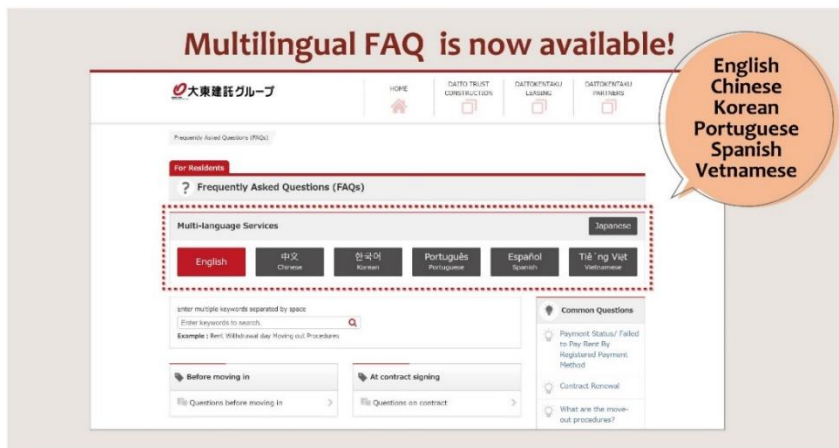 Multilingual FAQ is now available!
English
Chinese
Korean
Portuguese
Spanish
Vetnamese
大東建託グループ
HOME
DAITO TRUST
CONSTRUCTION
DAITOKENTAKU
LEASING
DAITOKENTAKU
PARTNERS
Frequently Asked Questions (FAQs)
For Residents
? Frequently Asked Questions (FAQs)
Multi-language Services
Japanese
English
中文
Chinese
한국어
Korean
Português
Portuguese
Español
Spanish
Tiê´ng Việt
Vietnamese
Enter multiple keywords separated by space
Enter keywords to search.
Example : Rent Withdrawal day Moving out Procedures
Common Questions
Payment Status/ Failed
to Pay Rent By
Registered Payment
Method
Contract Renewal
What are the move-
out procedures?
Before moving in
Questions before moving in
At contract signing
Questions on contract